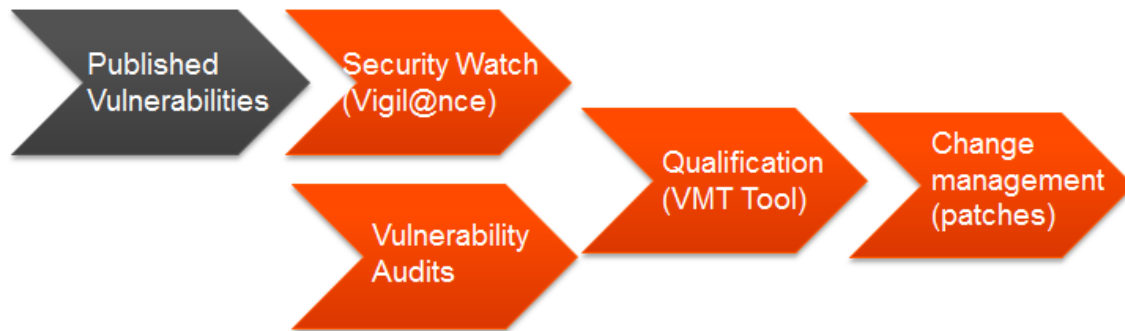 Published
Vulnerabilities
Security Watch
(Vigil@nce)
Vulnerability
Audits
Qualification
(VMT Tool)
Change
management
(patches)